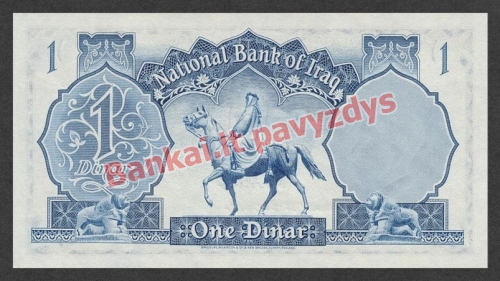 1
1
National Bank of Iraq
1
Dinar
Bankai.lt pavyzdys
One Dinar